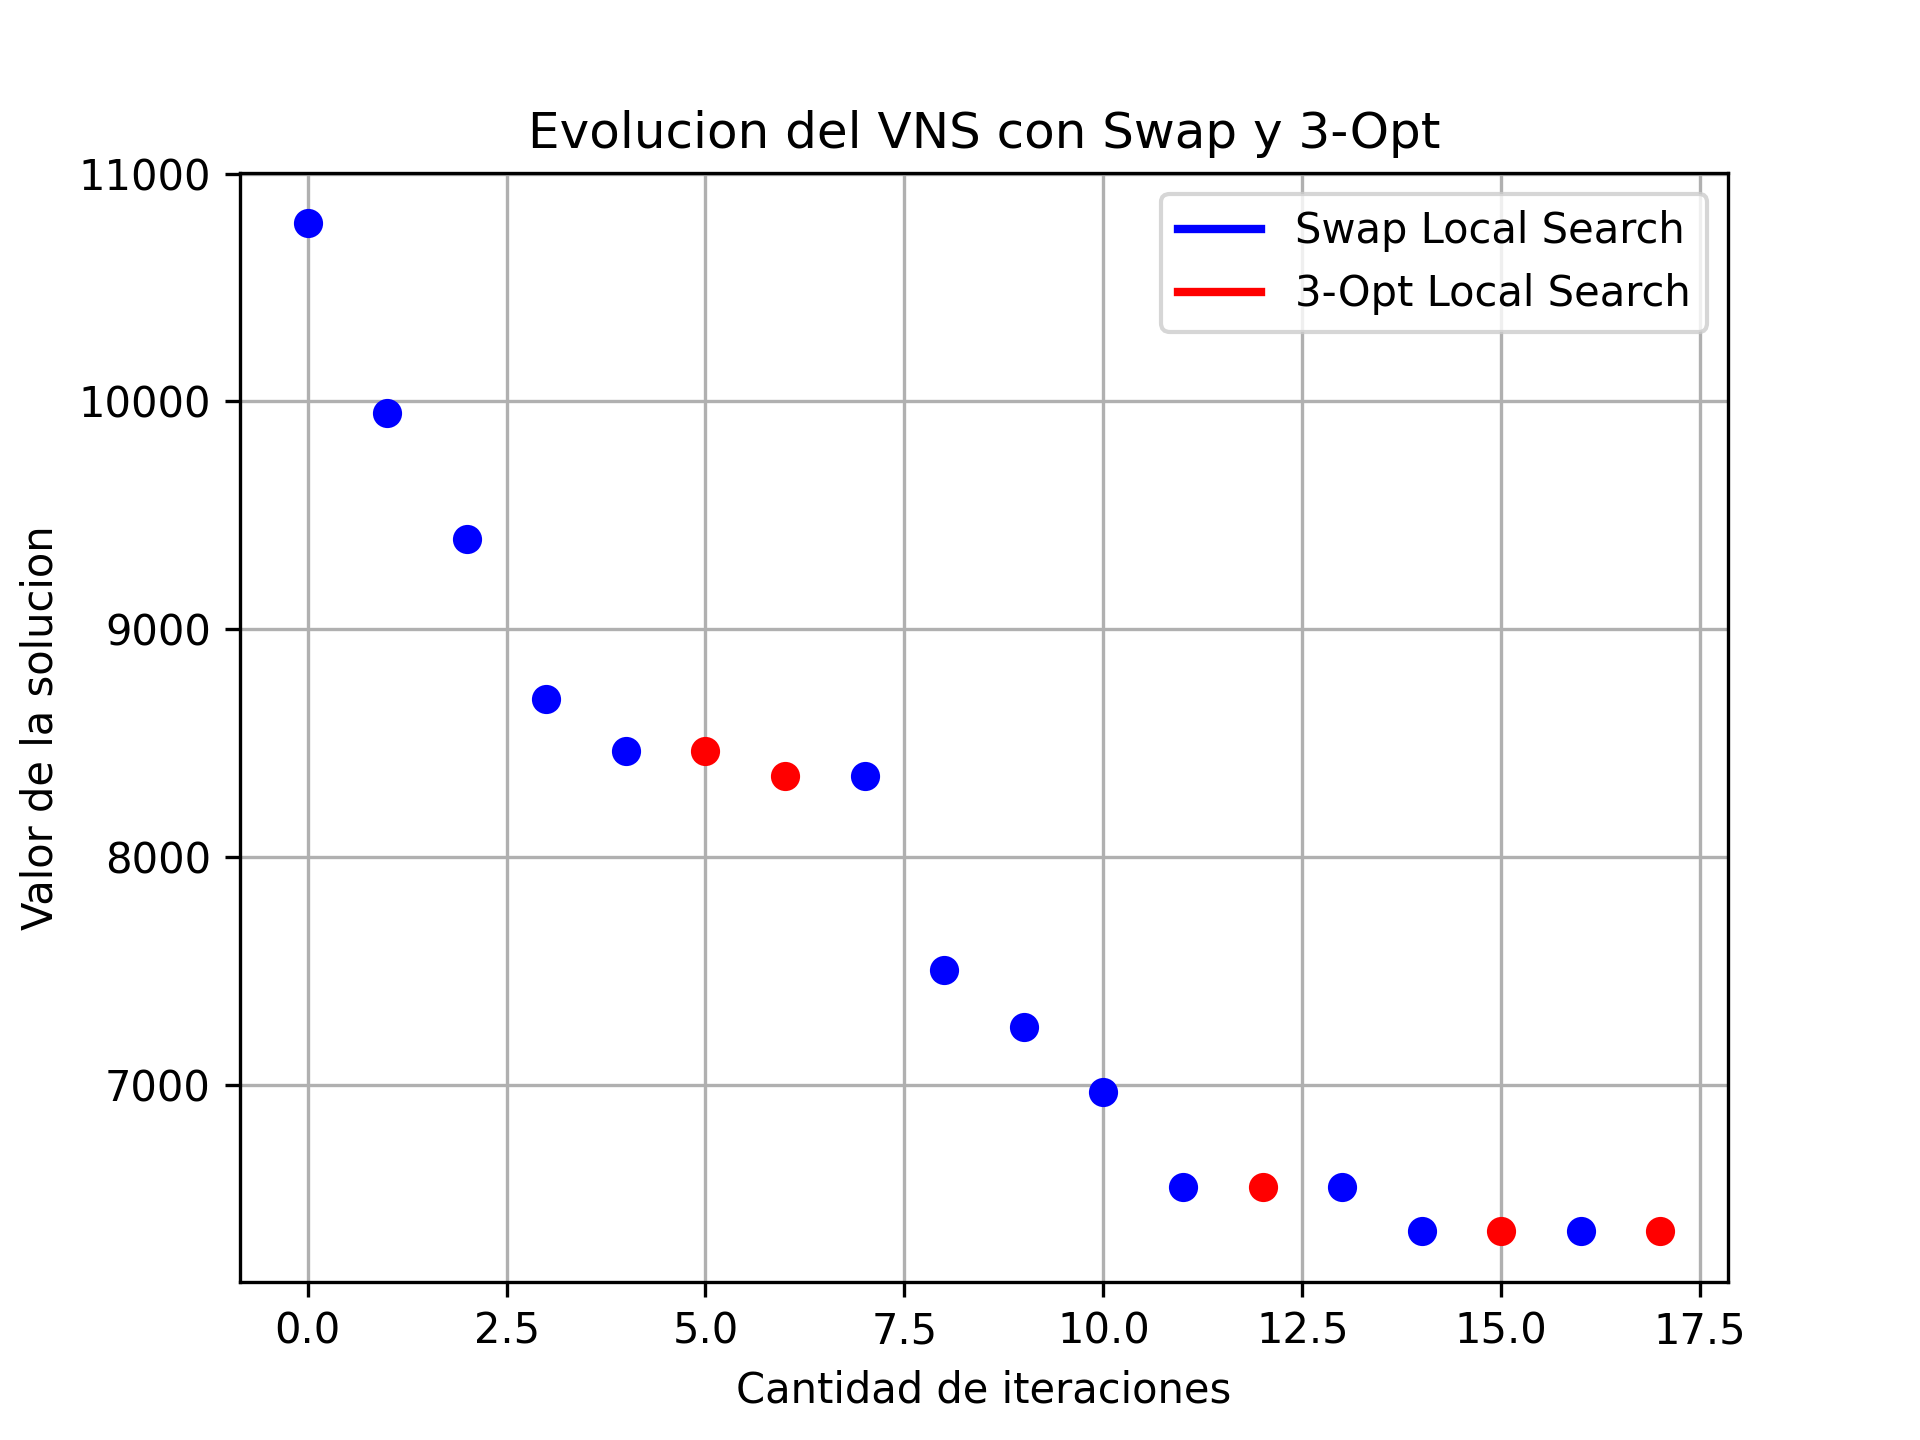 Evolucion del VNS con Swap y 3-Opt
11000
10000
9000
8000
7000
Valor de la solucion
Swap Local Search
3-Opt Local Search
0.0 2.5 5.0 7.5 10.0 12.5 15.0 17.5
Cantidad de iteraciones